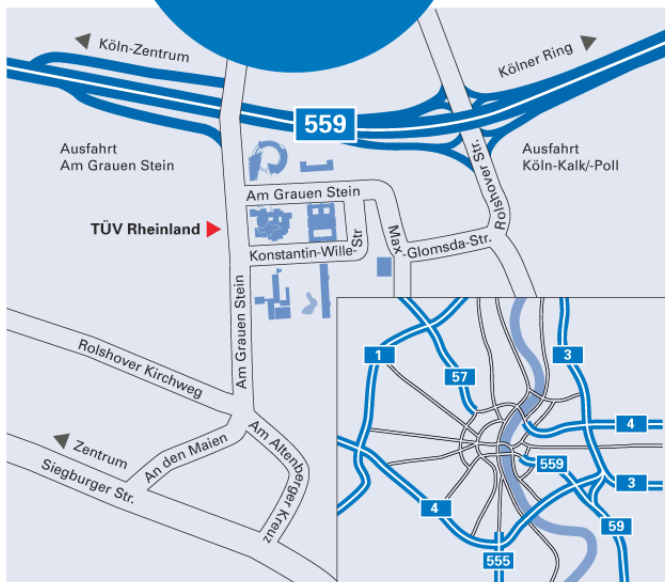 Köln-Zentrum
Kölner Ring
559
Ausfahrt
Am Grauen Stein
Ausfahrt
Köln-Kalk/-Poll
Rolshover Str.
Am Grauen Stein
TÜV Rheinland
Konstantin-Wille-Str
Max-Glomsda-Str.
Am Grauen Stein
Rolshover Kirchweg
Zentrum
An den Maien
Am Altenberger Kreuz
Siegburger Str.
1
3
57
4
559
3
4
59
555